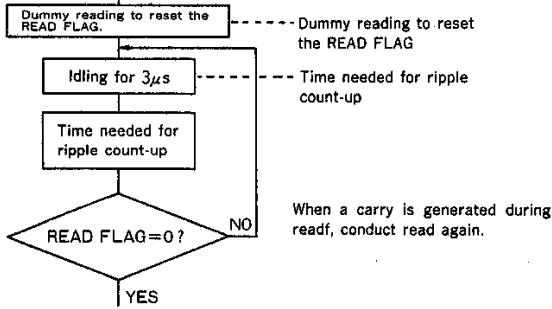 Dummy reading to reset the
READ FLAG.
Dummy reading to reset
the READ FLAG
Idling for 3μs
Time needed for ripple
count-up
Time needed for
ripple count-up
READ FLAG=0?
NO
When a carry is generated during
readf, conduct read again.
YES